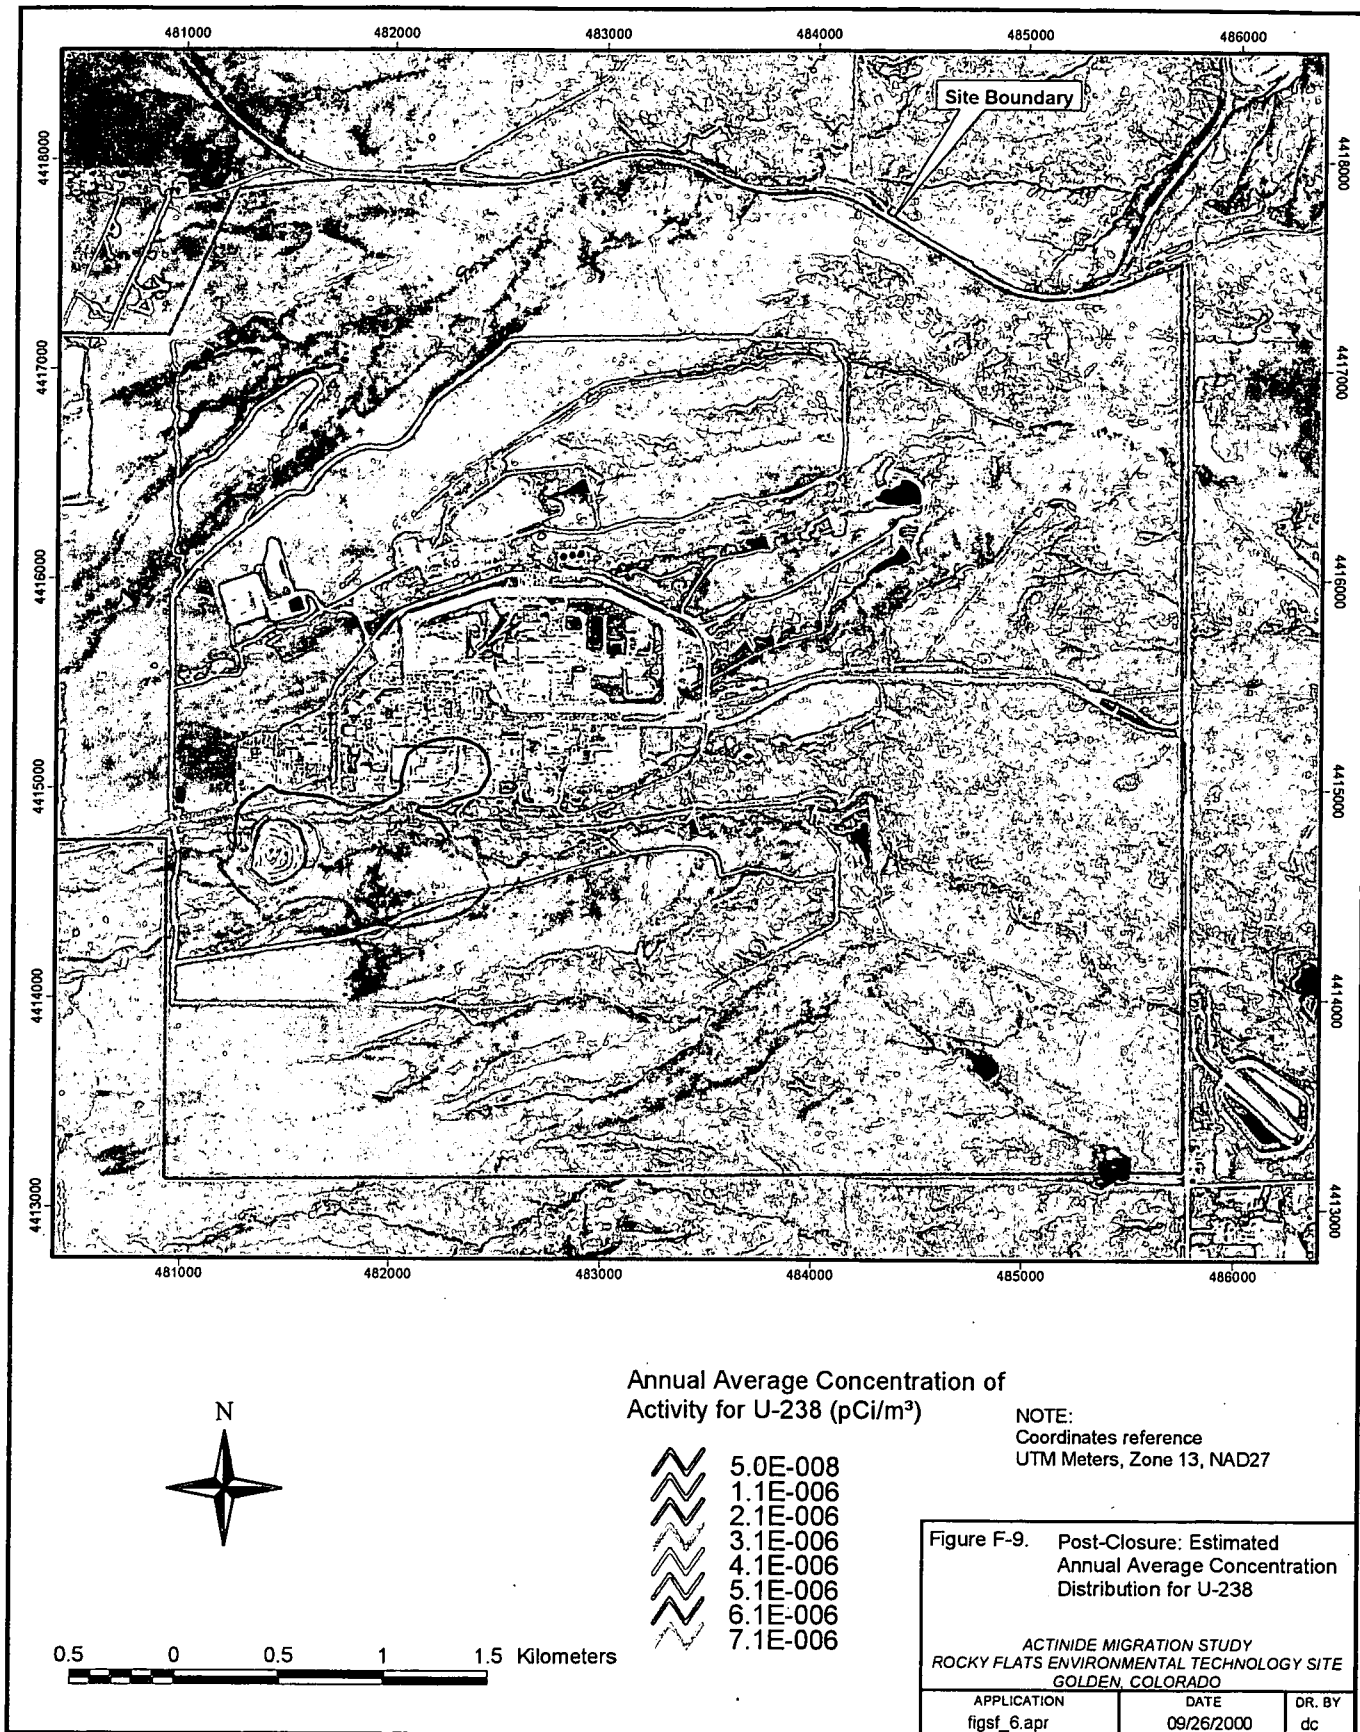 481000 482000 483000 484000 485000 486000
Site Boundary
4418000 4418000
4417000 4417000
4416000 4416000
4415000 4415000
4414000 4414000
4413000 4413000
481000 482000 483000 484000 485000 486000
Annual Average Concentration of
Activity for U-238 (pCi/m³)
5.0E-008
1.1E-006
2.1E-006
3.1E-006
4.1E-006
5.1E-006
6.1E-006
7.1E-006
NOTE:
Coordinates reference
UTM Meters, Zone 13, NAD27
N
0.5 0 0.5 1 1.5 Kilometers
Figure F-9. Post-Closure: Estimated
Annual Average Concentration
Distribution for U-238
ACTINIDE MIGRATION STUDY
ROCKY FLATS ENVIRONMENTAL TECHNOLOGY SITE
GOLDEN, COLORADO
APPLICATION DATE DR. BY
figsf_6.apr 09/26/2000 dc